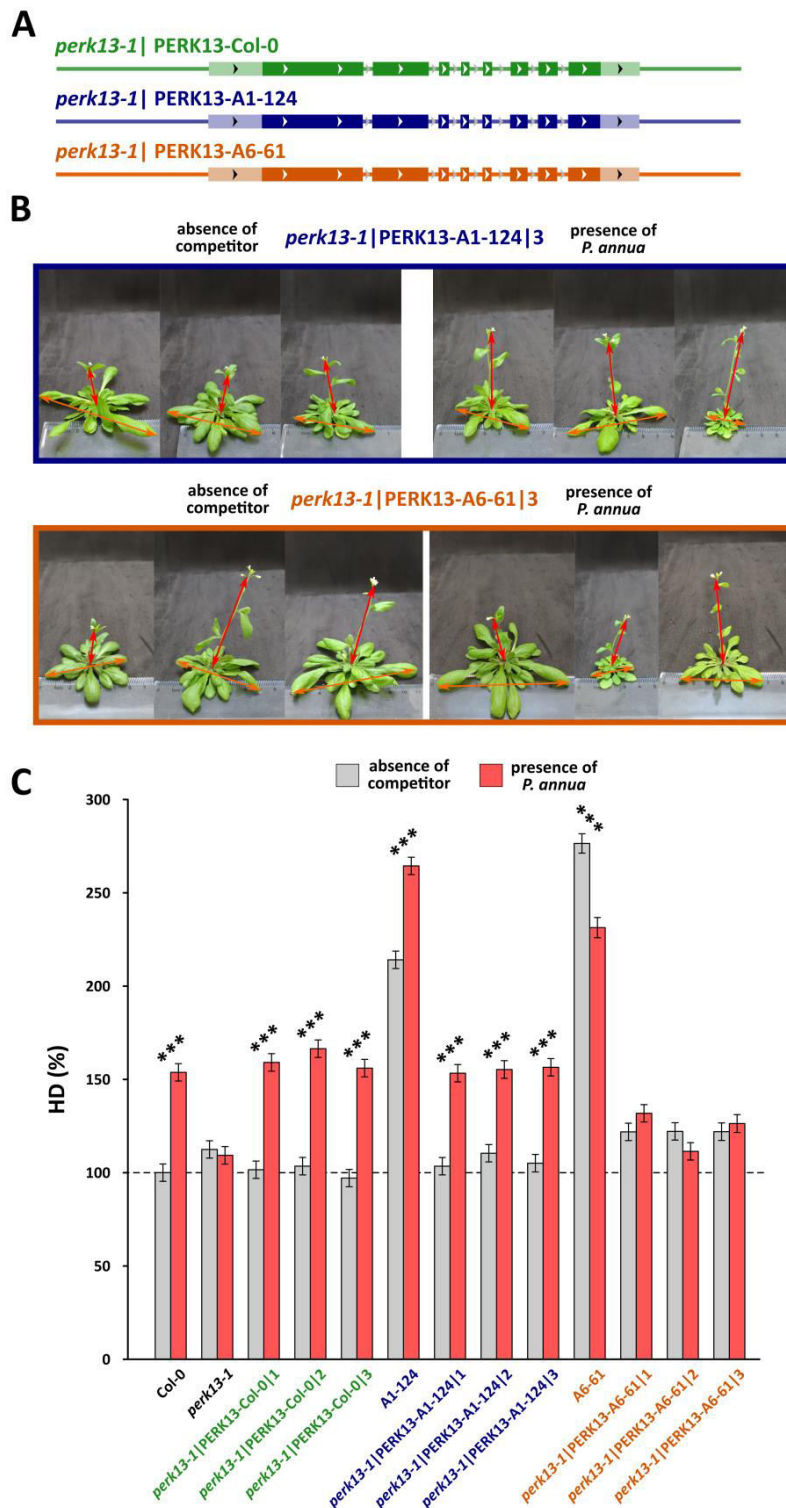 A
perk13-1| PERK13-Col-0
perk13-1| PERK13-A1-124
perk13-1| PERK13-A6-61
B
absence of
competitor
perk13-1|PERK13-A1-124|3
presence of
P. annua
absence of
competitor
perk13-1|PERK13-A6-61|3
presence of
P. annua
C
absence of
competitor
presence of
P. annua
HD (%)
300
250
200
150
100
50
0
***
***
***
***
***
***
***
***
***
Col-0
perk13-1
perk13-1|PERK13-Col-0|1
perk13-1|PERK13-Col-0|2
perk13-1|PERK13-Col-0|3
A1-124
perk13-1|PERK13-A1-124|1
perk13-1|PERK13-A1-124|2
perk13-1|PERK13-A1-124|3
A6-61
perk13-1|PERK13-A6-61|1
perk13-1|PERK13-A6-61|2
perk13-1|PERK13-A6-61|3